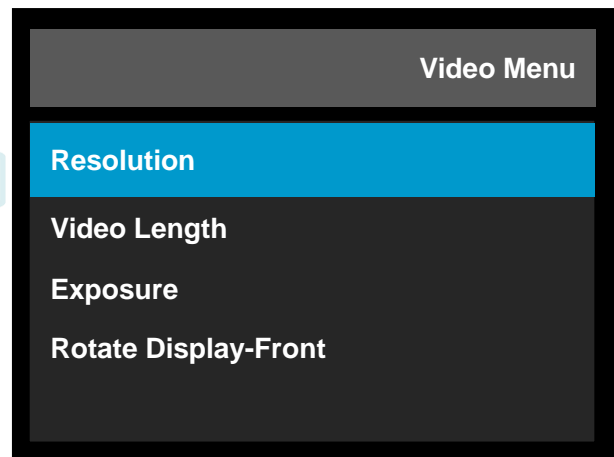 Video Menu
Resolution
Video Length
Exposure
Rotate Display-Front